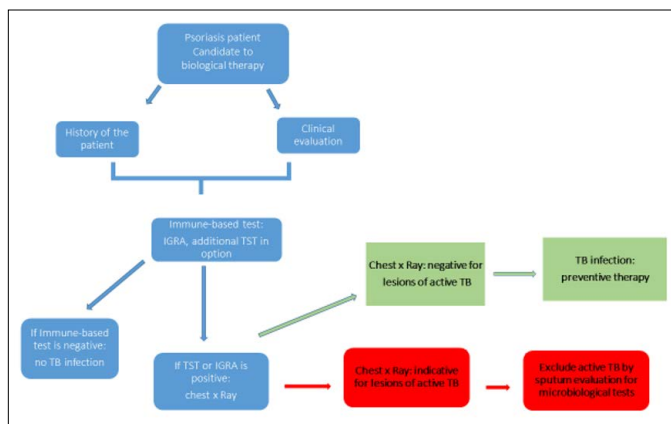 Psoriasis patient
Candidate to
biological therapy
History of the
patient
Clinical
evaluation
Immune-based test:
IGRA, additional TST in
option
Chest x Ray: negative for
lesions of active TB
TB infection:
preventive therapy
If Immune-based
test is negative:
no TB infection
If TST or IGRA is
positive:
chest x Ray
Chest x Ray: indicative
for lesions of active TB
Exclude active TB by
sputum evaluation for
microbiological tests